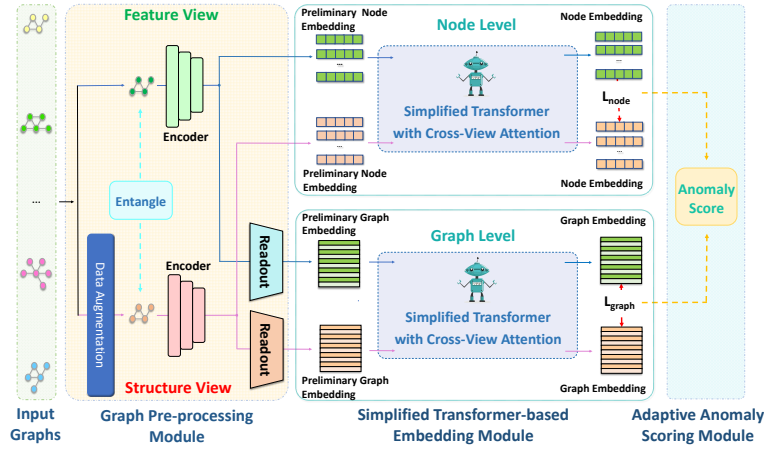 Feature View
Encoder
Entangle
...
Data Augmentation
Encoder
Readout
Readout
Structure View
Preliminary Node
Embedding
...
Node Level
Simplified Transformer
with Cross-View Attention
...
Preliminary Node
Embedding
Node Embedding
...
Lnode
...
Node Embedding
Preliminary Graph
Embedding
Graph Level
Simplified Transformer
with Cross-View Attention
Preliminary Graph
Embedding
Graph Embedding
Lgraph
Graph Embedding
Anomaly
Score
Input
Graphs
Graph Pre-processing
Module
Simplified Transformer-based
Embedding Module
Adaptive Anomaly
Scoring Module